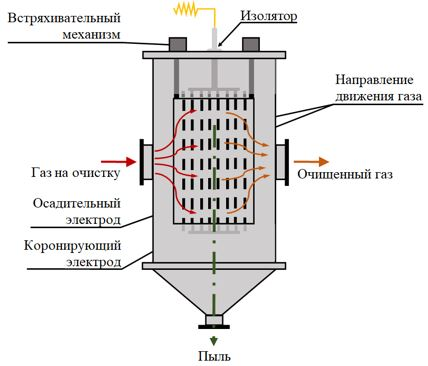 Встряхивательный
механизм
Изолятор
Направление
движения газа
Газ на очистку
Очищенный газ
Осадительный
электрод
Коронирующий
электрод
Пыль